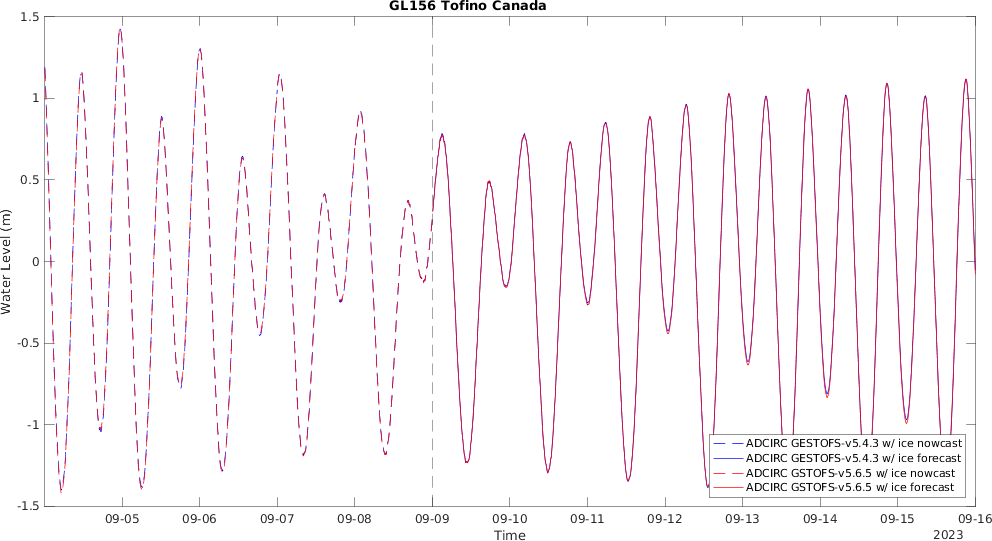 GL156 Tofino Canada
1.5
1
0.5
0
-0.5
-1
-1.5
Water Level (m)
ADCIRC GESTOFS-v5.4.3 w/ ice nowcast
ADCIRC GESTOFS-v5.4.3 w/ ice forecast
ADCIRC GSTOFS-v5.6.5 w/ ice nowcast
ADCIRC GSTOFS-v5.6.5 w/ ice forecast
09-05 09-06 09-07 09-08 09-09 09-10 09-11 09-12 09-13 09-14 09-15 09-16
Time
2023